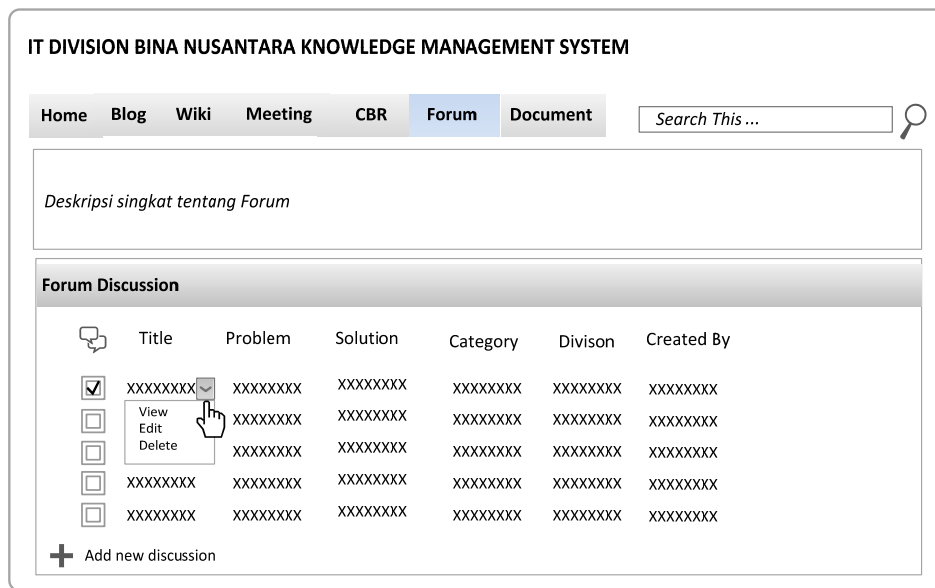 IT DIVISION BINA NUSANTARA KNOWLEDGE MANAGEMENT SYSTEM
Home Blog Wiki Meeting CBR Forum Document Search This ...
Deskripsi singkat tentang Forum
Forum Discussion
Title Problem Solution Category Divison Created By
XXXXXXXX XXXXXXXX XXXXXXXX XXXXXXXX XXXXXXXX XXXXXXXX
View
Edit
Delete
XXXXXXXX XXXXXXXX XXXXXXXX XXXXXXXX XXXXXXXX
XXXXXXXX XXXXXXXX XXXXXXXX XXXXXXXX XXXXXXXX
XXXXXXXX XXXXXXXX XXXXXXXX XXXXXXXX XXXXXXXX XXXXXXXX
XXXXXXXX XXXXXXXX XXXXXXXX XXXXXXXX XXXXXXXX XXXXXXXX
Add new discussion